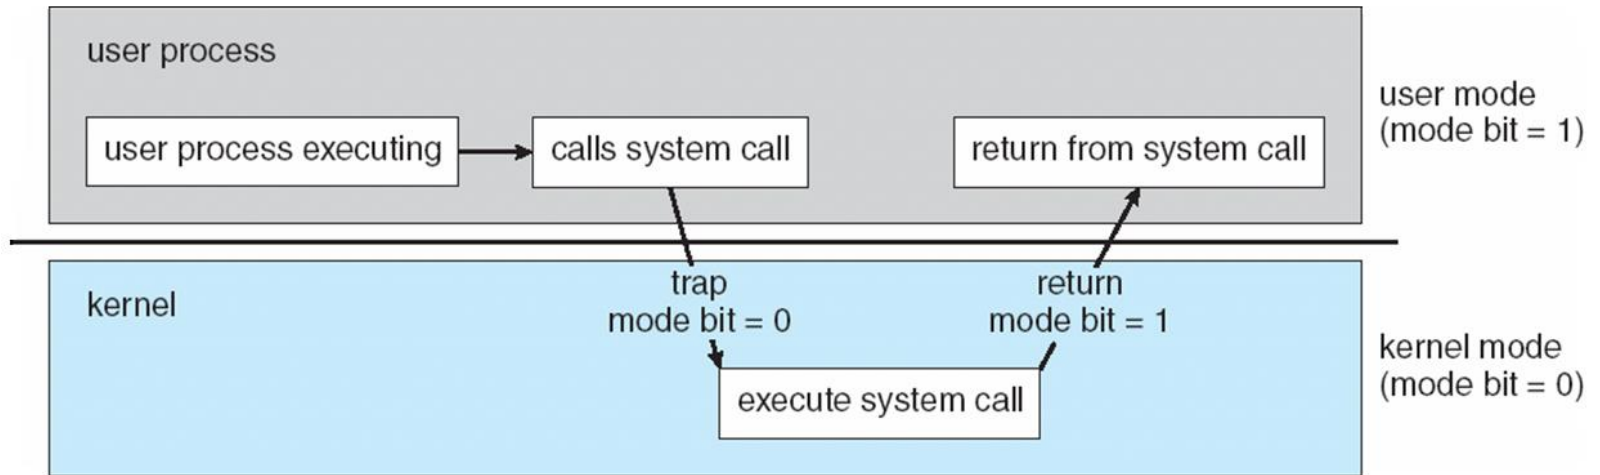 user process
user process executing
calls system call
return from system call
user mode
(mode bit = 1)
kernel
trap
mode bit = 0
return
mode bit = 1
execute system call
kernel mode
(mode bit = 0)